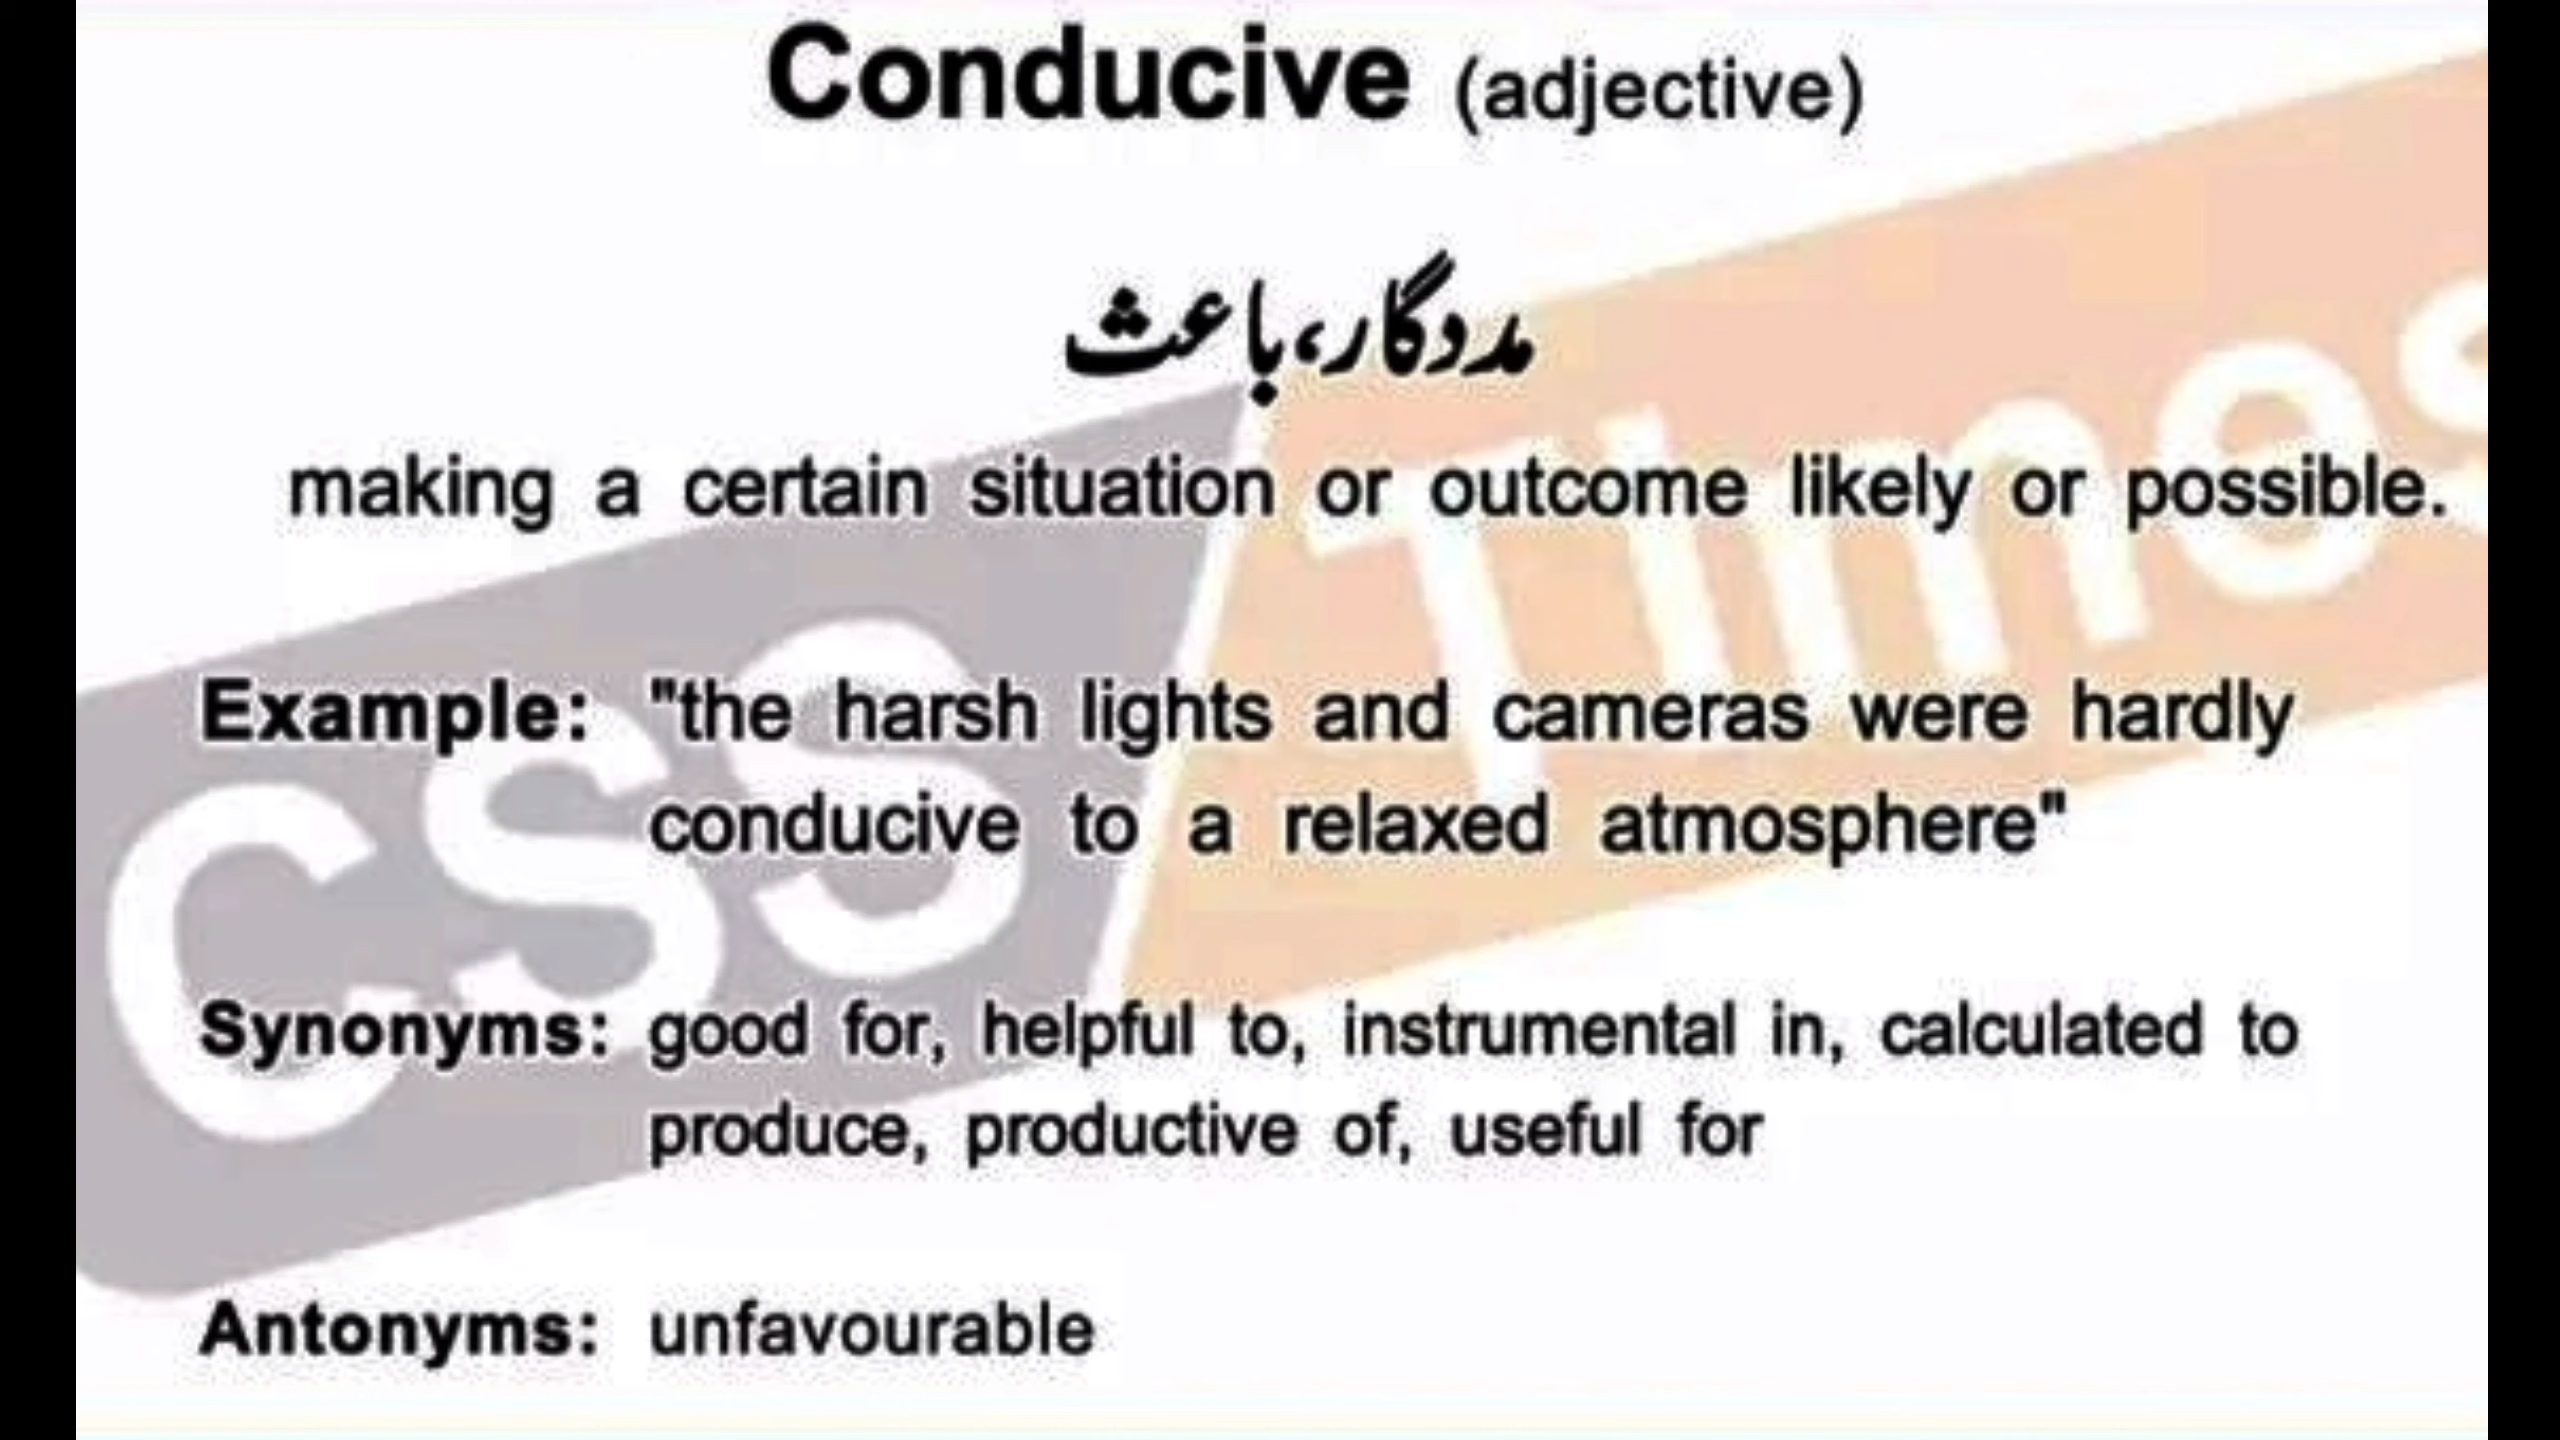 Conducive (adjective)
مددگار، باعث
making a certain situation or outcome likely or possible.
Example: "the harsh lights and cameras were hardly
conducive to a relaxed atmosphere"
Synonyms: good for, helpful to, instrumental in, calculated to
produce, productive of, useful for
Antonyms: unfavourable
CSS Times